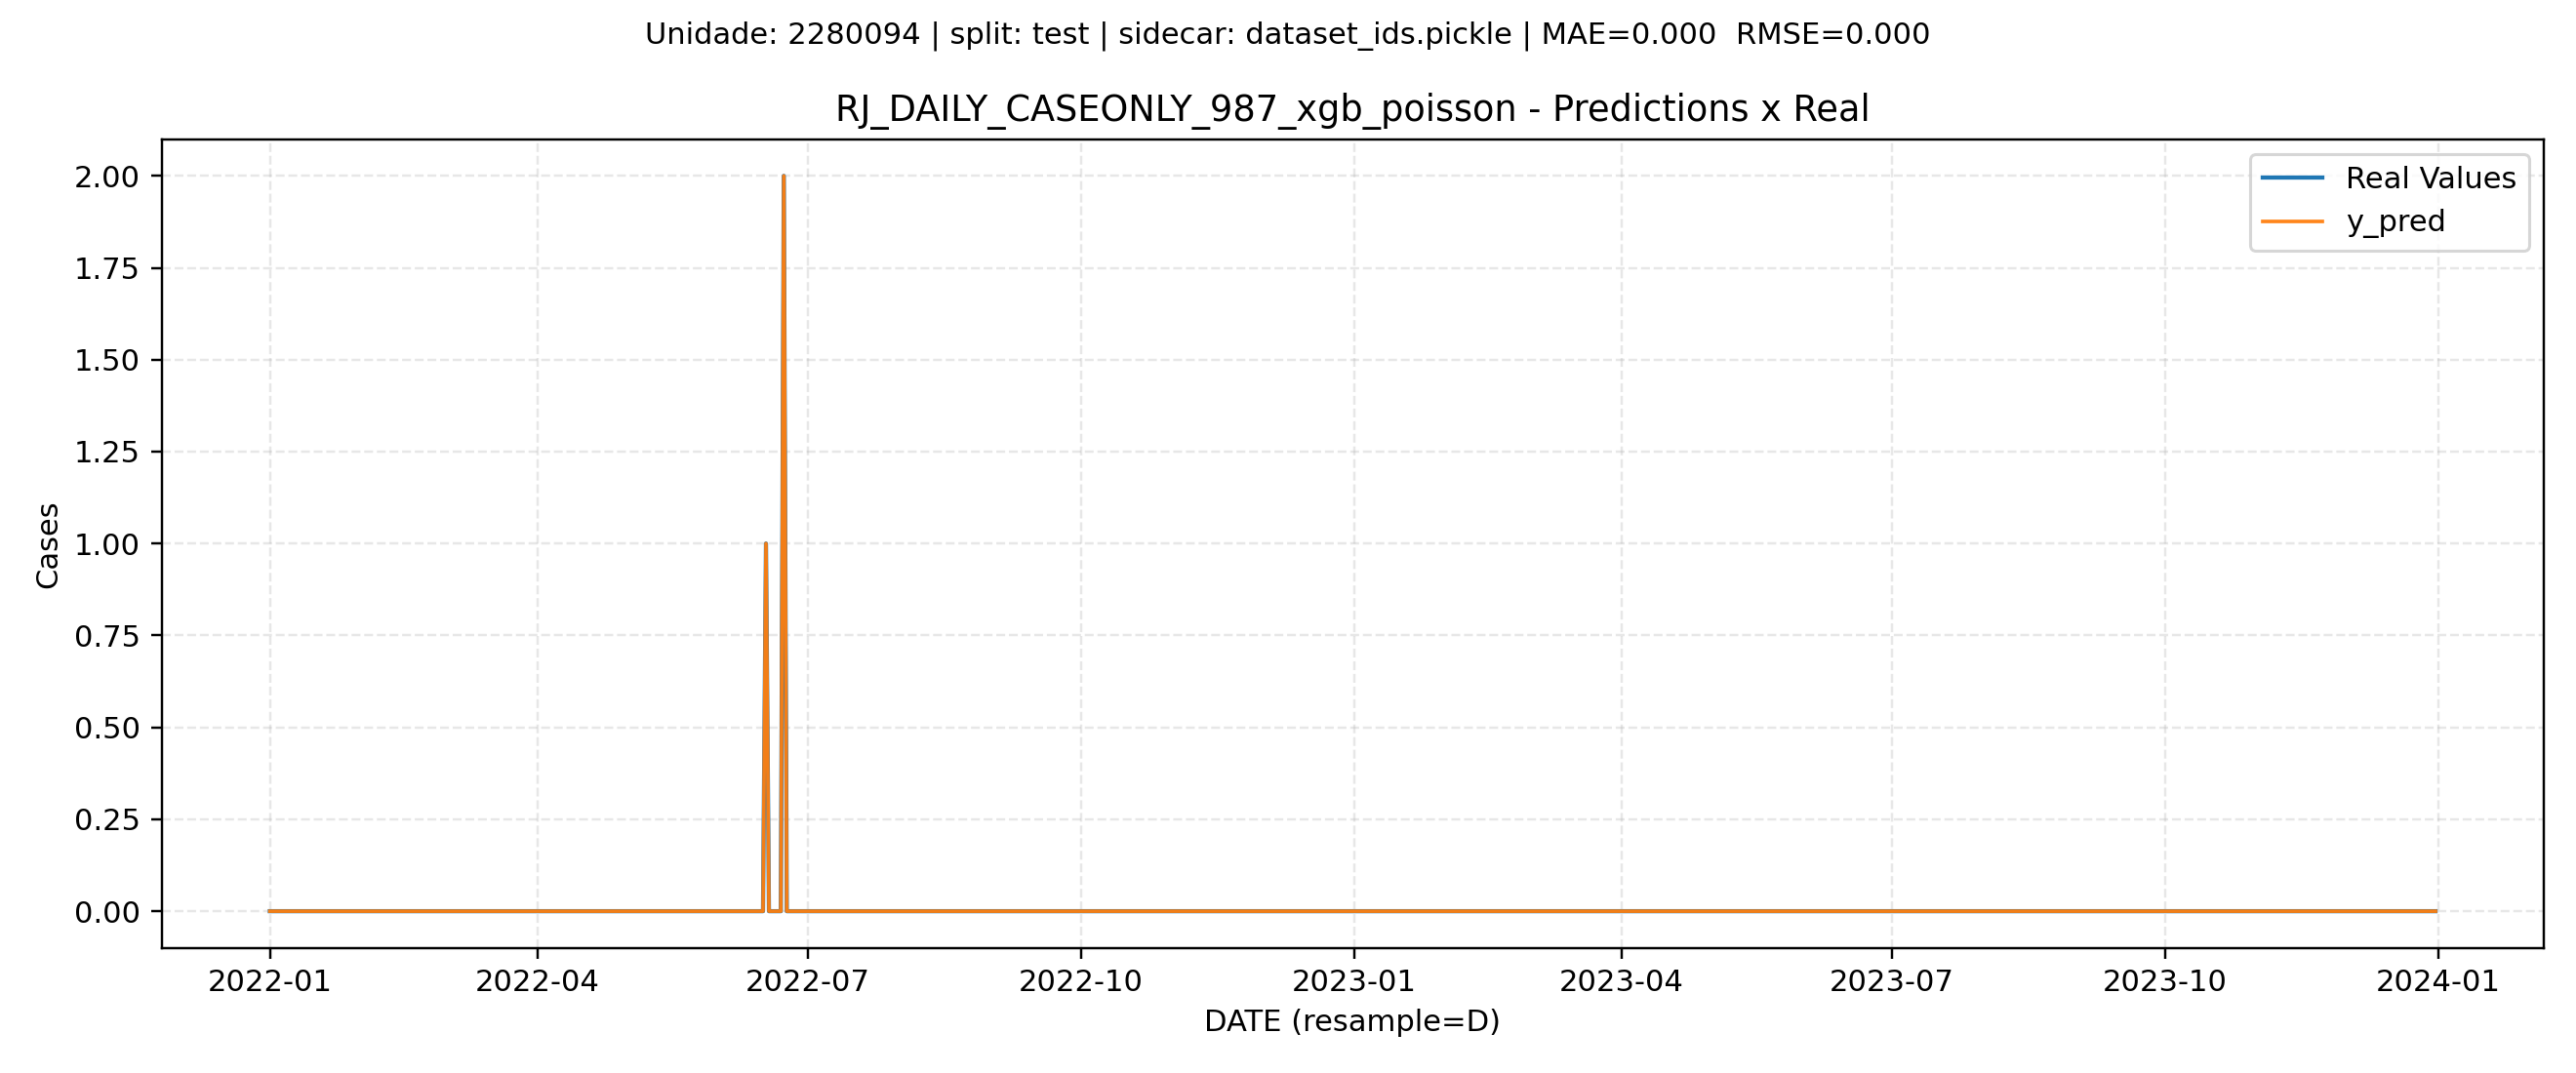 Unidade: 2280094 | split: test | sidecar: dataset_ids.pickle | MAE=0.000  RMSE=0.000
RJ_DAILY_CASEONLY_987_xgb_poisson - Predictions x Real
Real Values
y_pred
2.00
1.75
1.50
1.25
1.00
0.75
0.50
0.25
0.00
Cases
2022-01 2022-04 2022-07 2022-10 2023-01 2023-04 2023-07 2023-10 2024-01
DATE (resample=D)